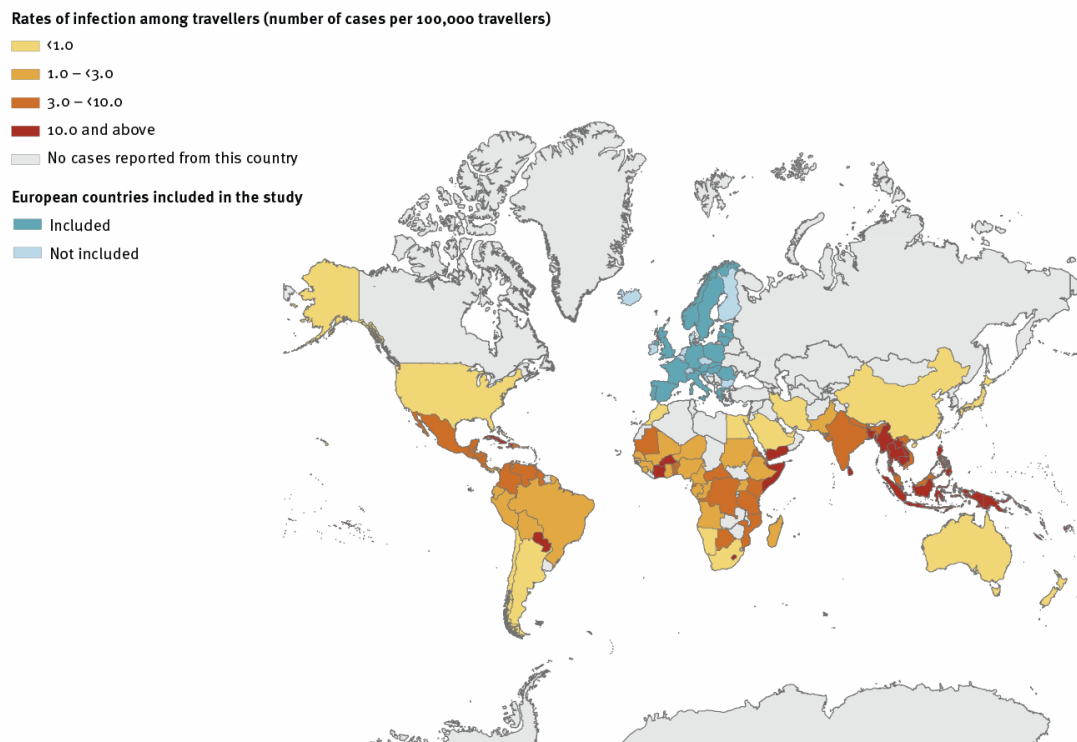 Rates of infection among travellers (number of cases per 100,000 travellers)
<1.0
1.0 – <3.0
3.0 – <10.0
10.0 and above
No cases reported from this country
European countries included in the study
Included
Not included